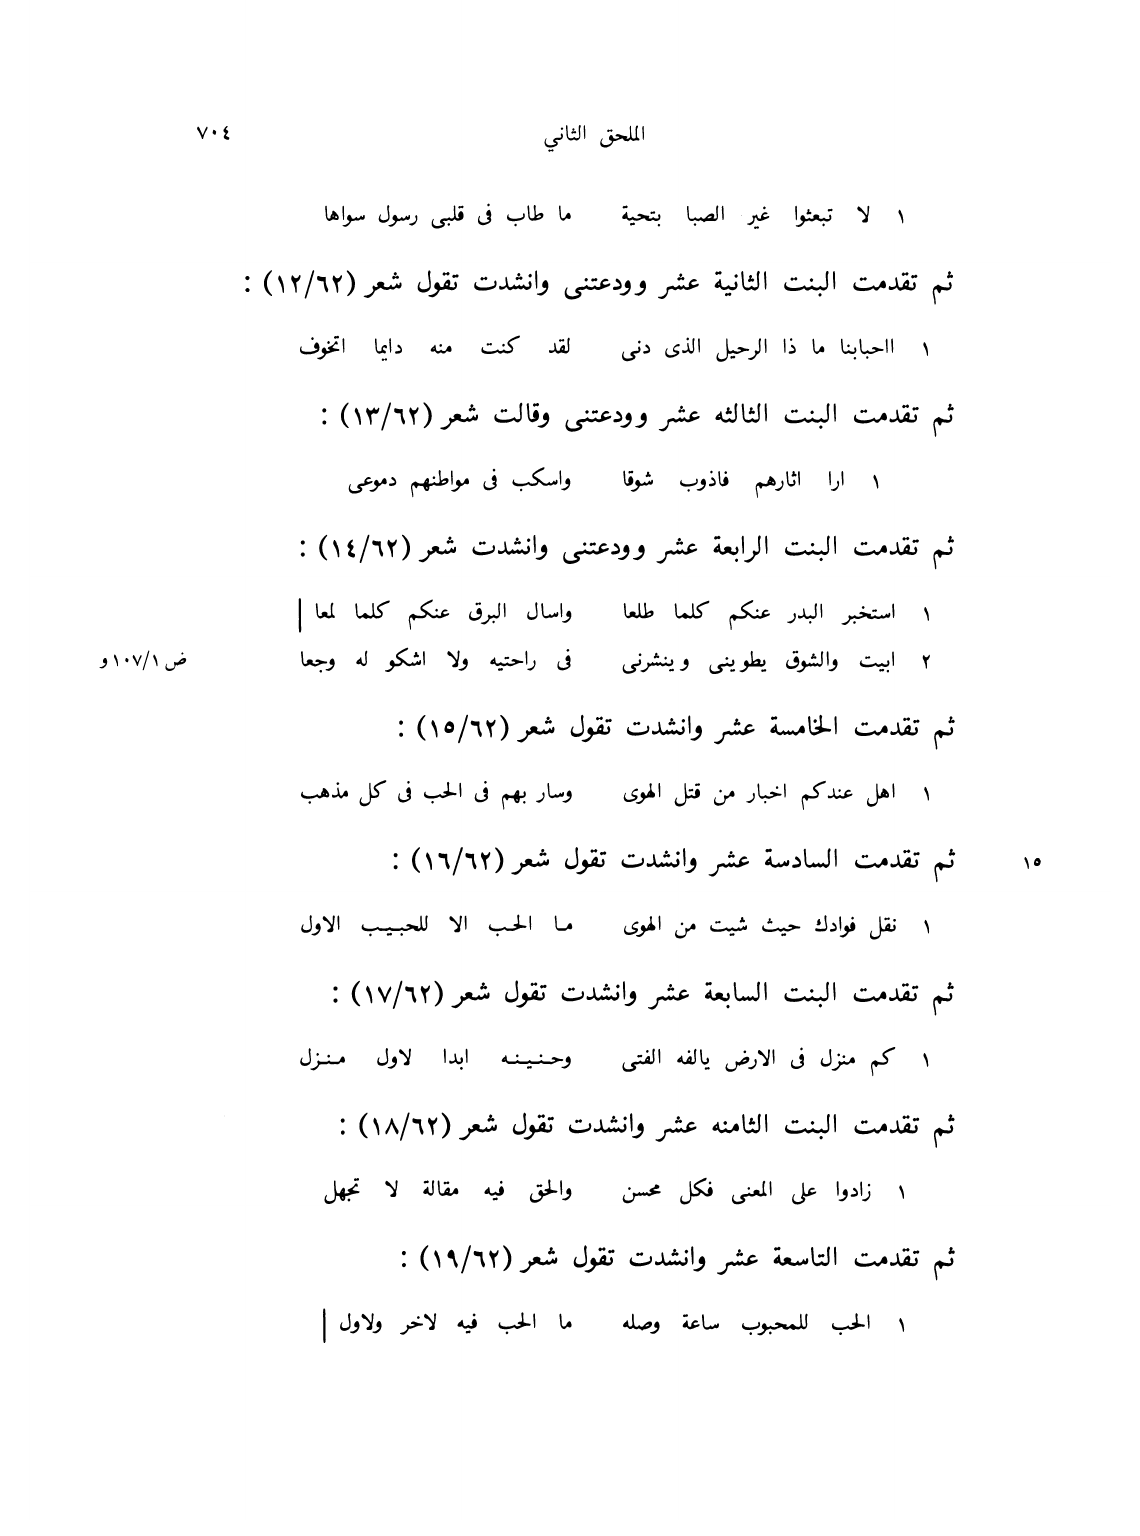 الملحق الثاني ٧٠٤
١ لا تبعثوا غير الصبا بتحية ما طاب فى قلبى رسول سواها
ثم تقدمت البنت الثانية عشر وودعتنى وانشدت تقول شعر (١٢/٦٢) :
١ ااحبابنا ما ذا الرحيل الذى دنى لقد كنت منه دايما اتخوف
ثم تقدمت البنت الثالثه عشر وودعتنى وقالت شعر (١٣/٦٢) :
١ ارا اثارهم فاذوب شوقا واسكب فى مواطنهم دموعى
ثم تقدمت البنت الرابعة عشر وودعتنى وانشدت شعر (١٤/٦٢) :
١ استخبر البدر عنكم كلما طلعا واسال البرق عنكم كلما لمعا |
٢ ابيت والشوق يطوينى وينشرنى فى راحتيه ولا اشكو له وجعا ض ١٠٧/١ و
ثم تقدمت الخامسة عشر وانشدت تقول شعر (١٥/٦٢) :
١ اهل عندكم اخبار من قتل الهوى وسار بهم فى الحب فى كل مذهب
١٥ ثم تقدمت السادسة عشر وانشدت تقول شعر (١٦/٦٢) :
١ نقل فوادك حيث شيت من الهوى ما الحب الا للحبيب الاول
ثم تقدمت البنت السابعة عشر وانشدت تقول شعر (١٧/٦٢) :
١ كم منزل فى الارض يالفه الفتى وحنينه ابدا لاول منزل
ثم تقدمت البنت الثامنه عشر وانشدت تقول شعر (١٨/٦٢) :
١ زادوا على المعنى فكل محسن والحق فيه مقالة لا تجهل
ثم تقدمت التاسعة عشر وانشدت تقول شعر (١٩/٦٢) :
١ الحب للمحبوب ساعة وصله ما الحب فيه لاخر ولاول |